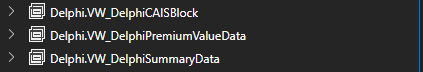 Delphi.VW_DelphiCAISBlock
Delphi.VW_DelphiPremiumValueData
Delphi.VW_DelphiSummaryData